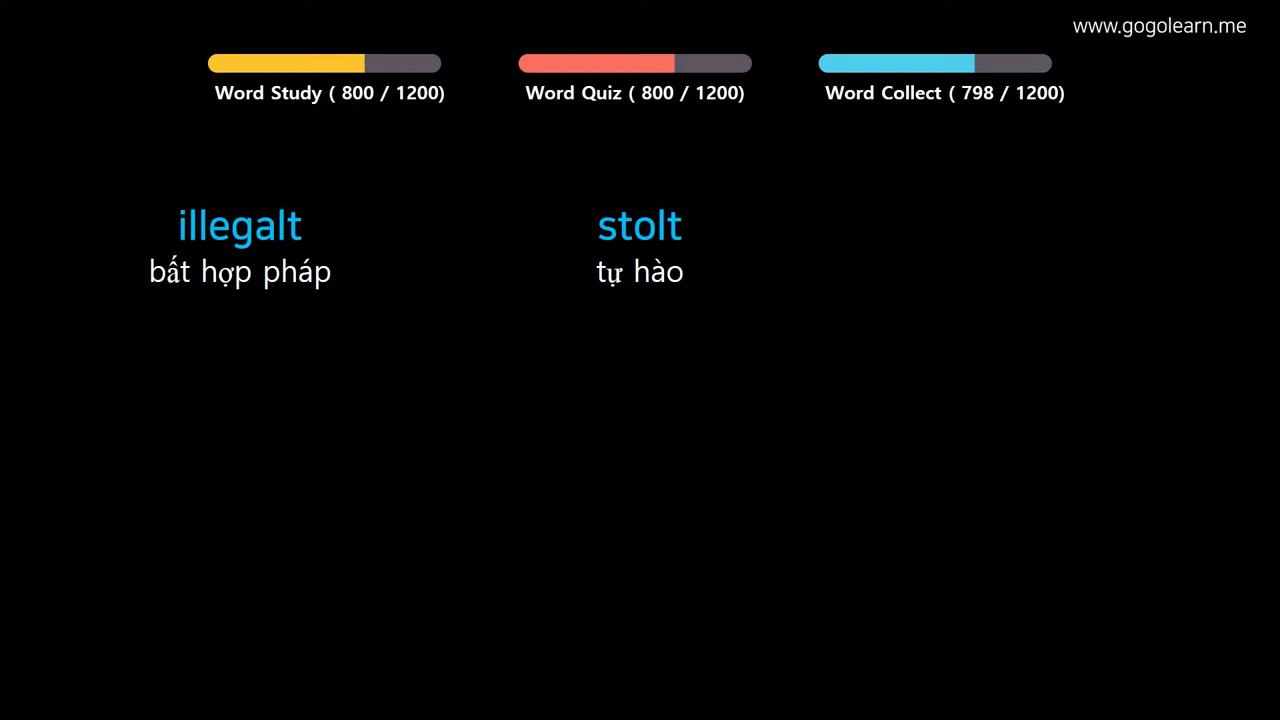 www.gogolearn.me
Word Study ( 800 / 1200)
Word Quiz ( 800 / 1200)
Word Collect ( 798 / 1200)
illegalt
bất hợp pháp
stolt
tự hào